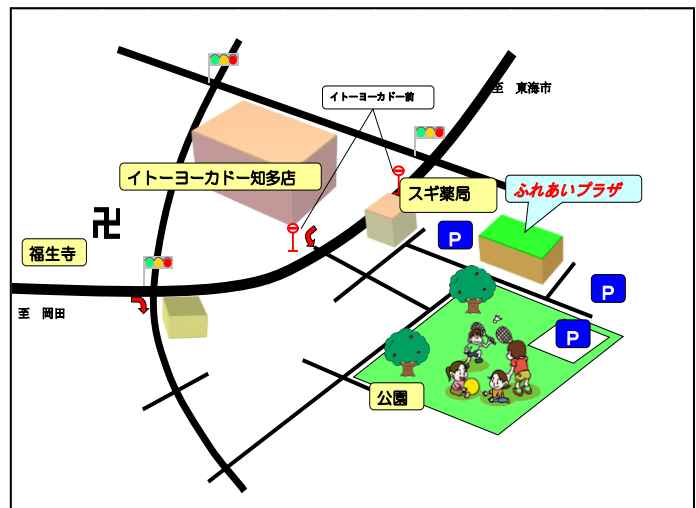 イトーヨーカドー前
至 東海市
イトーヨーカドー知多店
スギ薬局
ふれあいプラザ
卍
福生寺
P
P
至 岡田
P
公園